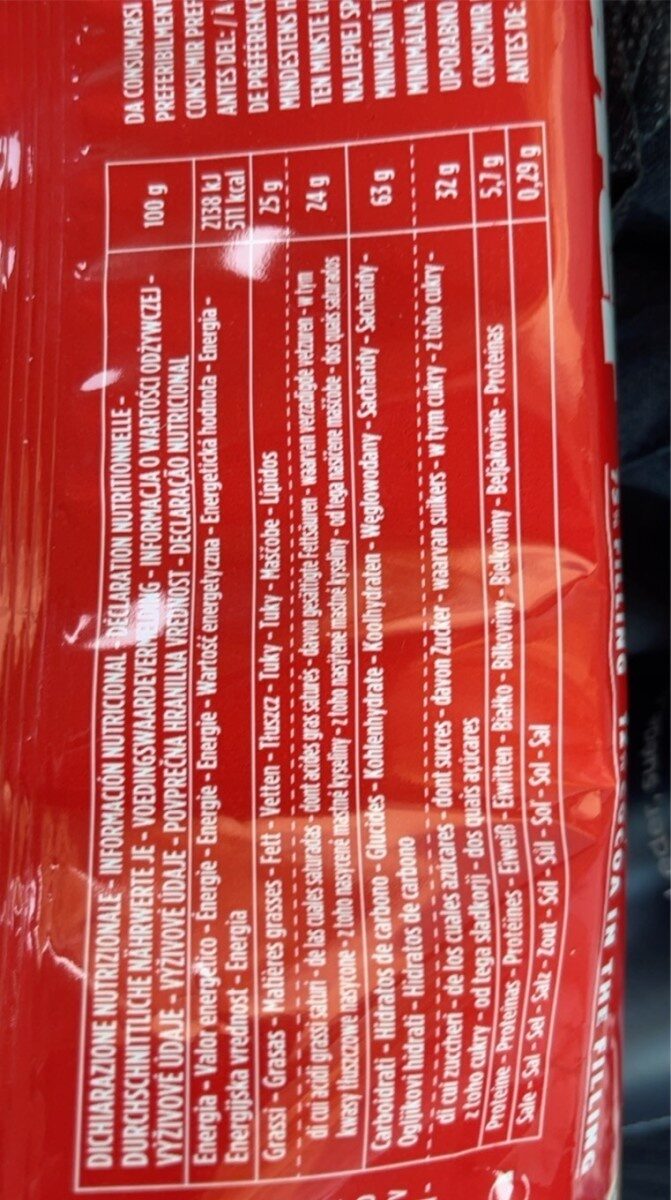 DICHIARAZIONE NUTRIZIONALE - INFORMACIÓN NUTRICIONAL - DÉCLARATION NUTRITIONNELLE -
DURCHSCHNITTLICHE NÄHRWERTE JE - VOEDINGSWAARDEVERMELDING - INFORMACJA O WARTOŚCI ODŻYWCZEJ -
VÝŽIVOVÉ ÚDAJE - VÝŽIVOVÉ ÚDAJE - POVPREČNA HRANILNA VREDNOST - DECLARAÇÃO NUTRICIONAL
100 g
Energia - Valor energético - Énergie - Energie - Energie - Wartość energetyczna - Energetická hodnota - Energia -
Energijska vrednost - Energia
2138 kJ
511 kcal
Grassi - Grasas - Matières grasses - Fett - Vetten - Tłuszcz - Tuky - Tuky - Maščobe - Lípidos
25 g
di cui acidi grassi saturi - de las cuales saturadas - dont acides gras saturés - davon gesättigte Fettsäuren - waarvan verzadigde vetzuren - w tym
kwasy tłuszczowe nasycone - z toho nasycené mastné kyseliny - z toho nasýtené mastné kyseliny - od tega nasičene maščobe - dos quais saturados
24 g
Carboidrati - Hidratos de carbono - Glucides - Kohlenhydrate - Koolhydraten - Węglowodany - Sacharidy - Sacharidy -
Ogljikovi hidrati - Hidratos de carbono
63 g
di cui zuccheri - de los cuales azúcares - dont sucres - davon Zucker - waarvan suikers - w tym cukry - z toho cukry -
z toho cukry - od tega sladkorji - dos quais açúcares
32 g
Proteine - Proteínas - Protéines - Eiweiß - Eiwitten - Białko - Bílkoviny - Bielkoviny - Beljakovine - Proteínas
5,7 g
Sale - Sal - Sel - Salz - Zout - Sól - Sůl - Soľ - Sol - Sal
0,29 g
DA CONSUMARSI
PREFERIBILMENT
CONSUMIR PREF
ANTES DEL: / A
DE PRÉFÉRENC
MINDESTENS H
TEN MINSTE H
NAJLEPIEJ SP
MINIMÁLNÍ T
MINIMÁLNA
UPORABNO
CONSUMIR
ANTES DE:
FILLING IN THE FILLING